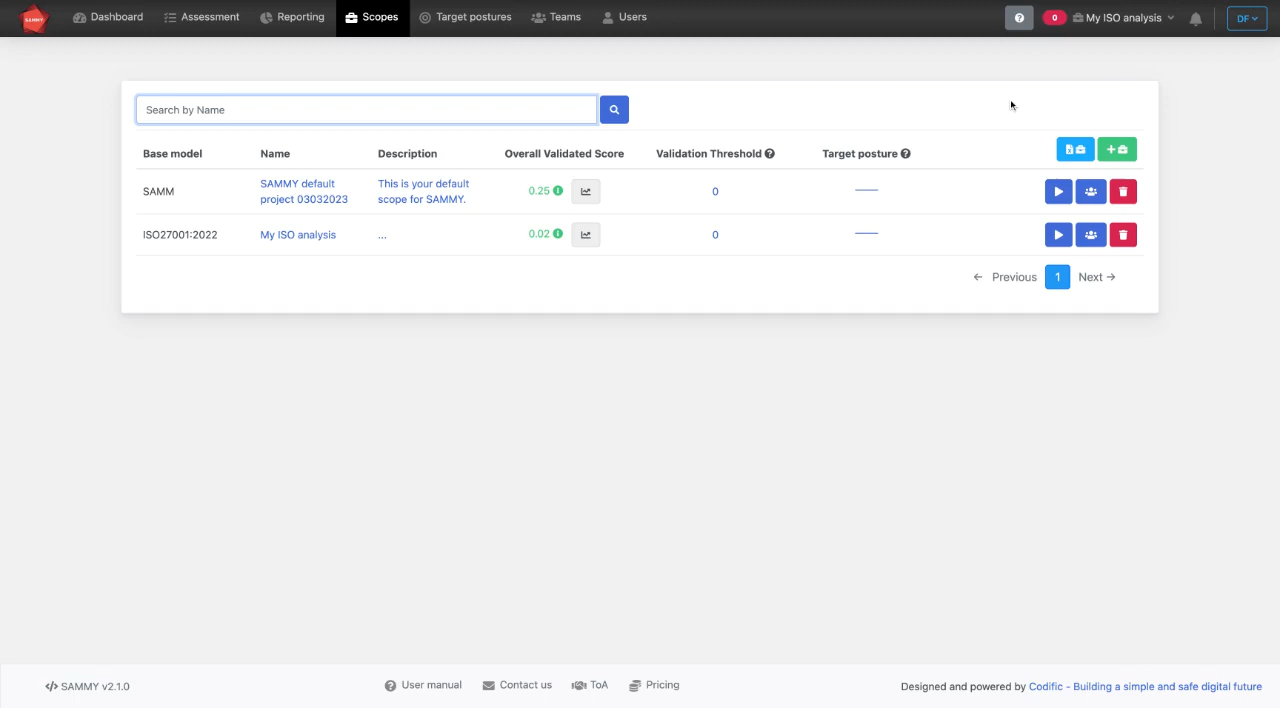 SAMMY
Dashboard
Assessment
Reporting
Scopes
Target postures
Teams
Users
0
My ISO analysis
DF
Search by Name
Base model
Name
Description
Overall Validated Score
Validation Threshold
Target posture
SAMM
SAMMY default
project 03032023
This is your default
scope for SAMMY.
0.25
0
ISO27001:2022
My ISO analysis
...
0.02
0
← Previous
1
Next →
SAMMY v2.1.0
User manual
Contact us
ToA
Pricing
Designed and powered by Codific - Building a simple and safe digital future